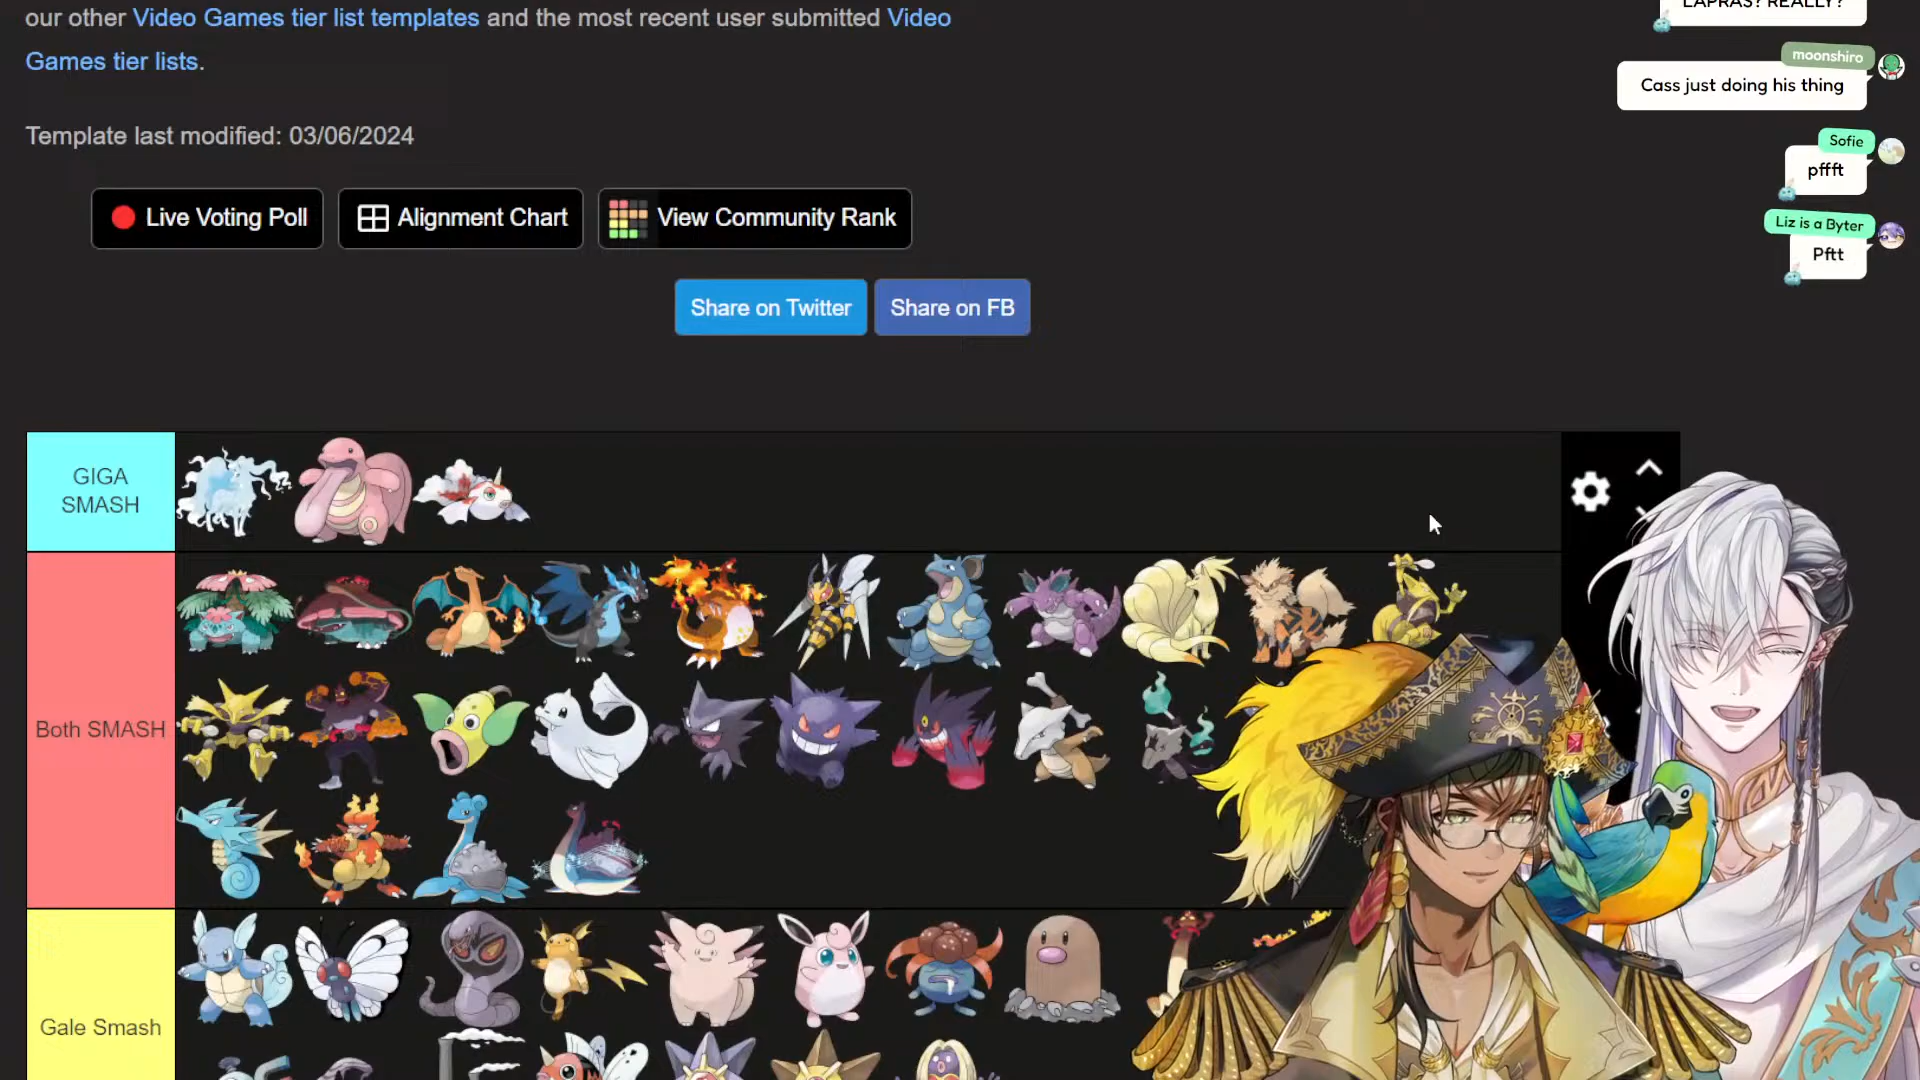 our other Video Games tier list templates and the most recent user submitted Video
Games tier lists.
Template last modified: 03/06/2024
Live Voting Poll
Alignment Chart
View Community Rank
Share on Twitter
Share on FB
LAPRAS? REALLY?
moonshiro
Cass just doing his thing
Sofie
pffft
Liz is a Byter
Pftt
GIGA
SMASH
Both SMASH
Gale Smash